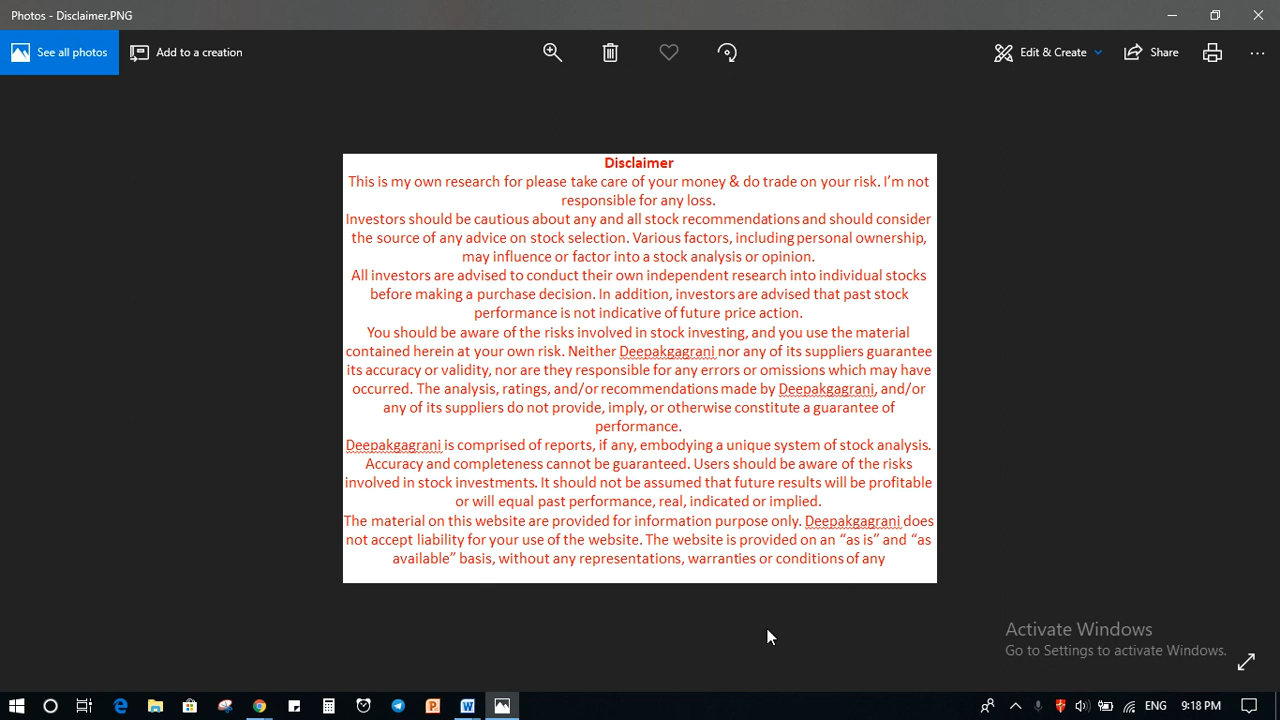 Photos - Disclaimer.PNG
See all photos
Add to a creation
Edit & Create
Share
Disclaimer
This is my own research for please take care of your money & do trade on your risk. I’m not
responsible for any loss.
Investors should be cautious about any and all stock recommendations and should consider
the source of any advice on stock selection. Various factors, including personal ownership,
may influence or factor into a stock analysis or opinion.
All investors are advised to conduct their own independent research into individual stocks
before making a purchase decision. In addition, investors are advised that past stock
performance is not indicative of future price action.
You should be aware of the risks involved in stock investing, and you use the material
contained herein at your own risk. Neither Deepakgagrani nor any of its suppliers guarantee
its accuracy or validity, nor are they responsible for any errors or omissions which may have
occurred. The analysis, ratings, and/or recommendations made by Deepakgagrani, and/or
any of its suppliers do not provide, imply, or otherwise constitute a guarantee of
performance.
Deepakgagrani is comprised of reports, if any, embodying a unique system of stock analysis.
Accuracy and completeness cannot be guaranteed. Users should be aware of the risks
involved in stock investments. It should not be assumed that future results will be profitable
or will equal past performance, real, indicated or implied.
The material on this website are provided for information purpose only. Deepakgagrani does
not accept liability for your use of the website. The website is provided on an “as is” and “as
available” basis, without any representations, warranties or conditions of any
Activate Windows
Go to Settings to activate Windows.
ENG
9:18 PM